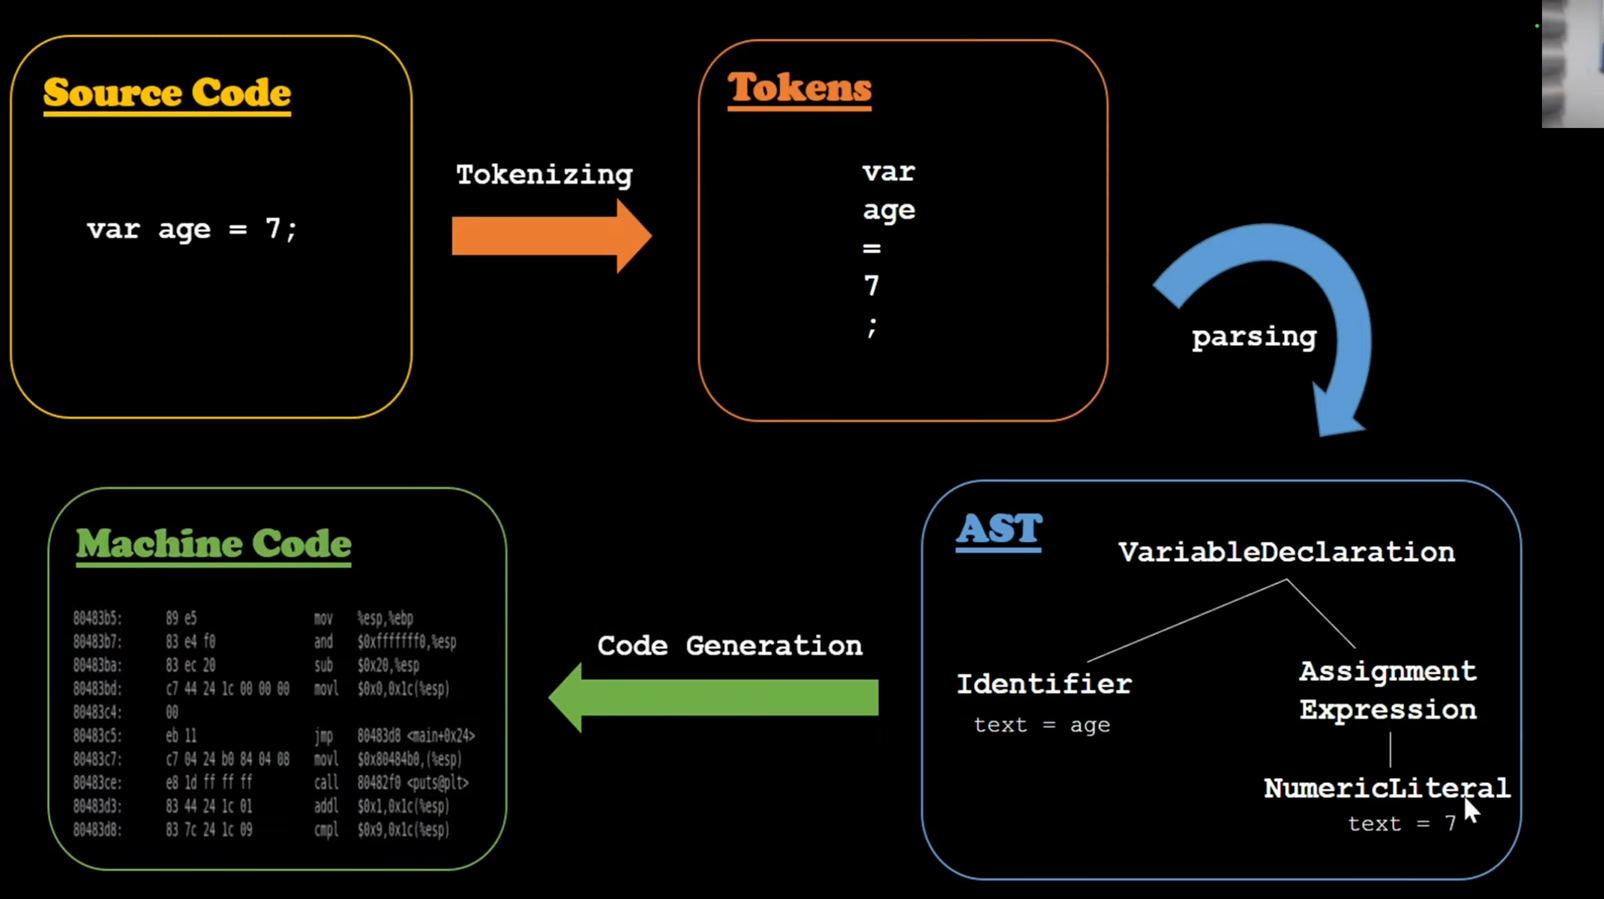 Source Code
var age = 7;
Tokenizing
Tokens
var
age
=
7
;
parsing
AST
VariableDeclaration
Identifier
text = age
Assignment
Expression
NumericLiteral
text = 7
Code Generation
Machine Code
80483b5: 89 e5 mov %esp,%ebp
80483b7: 83 e4 f0 and $0xfffffff0,%esp
80483ba: 83 ec 20 sub $0x20,%esp
80483bd: c7 44 24 1c 00 00 00 movl $0x0,0x1c(%esp)
80483c4: 00
80483c5: eb 11 jmp 80483d8 <main+0x24>
80483c7: c7 04 24 b0 84 04 08 movl $0x80484b0,(%esp)
80483ce: e8 1d ff ff ff call 80482f0 <puts@plt>
80483d3: 83 44 24 1c 01 addl $0x1,0x1c(%esp)
80483d8: 83 7c 24 1c 09 cmpl $0x9,0x1c(%esp)